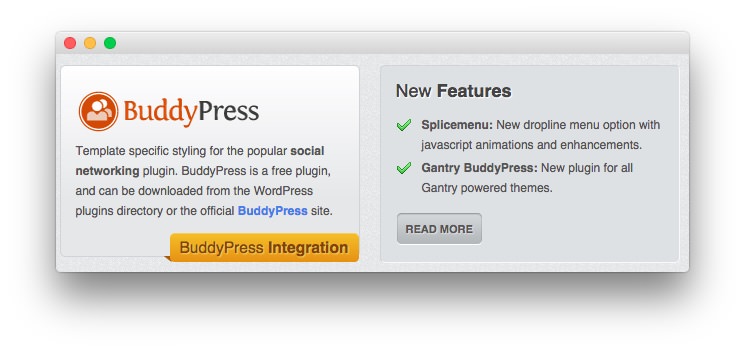 BuddyPress
Template specific styling for the popular social
networking plugin. BuddyPress is a free plugin,
and can be downloaded from the WordPress
plugins directory or the official BuddyPress site.
BuddyPress Integration
New Features
Splicemenu: New dropline menu option with
javascript animations and enhancements.
Gantry BuddyPress: New plugin for all
Gantry powered themes.
READ MORE